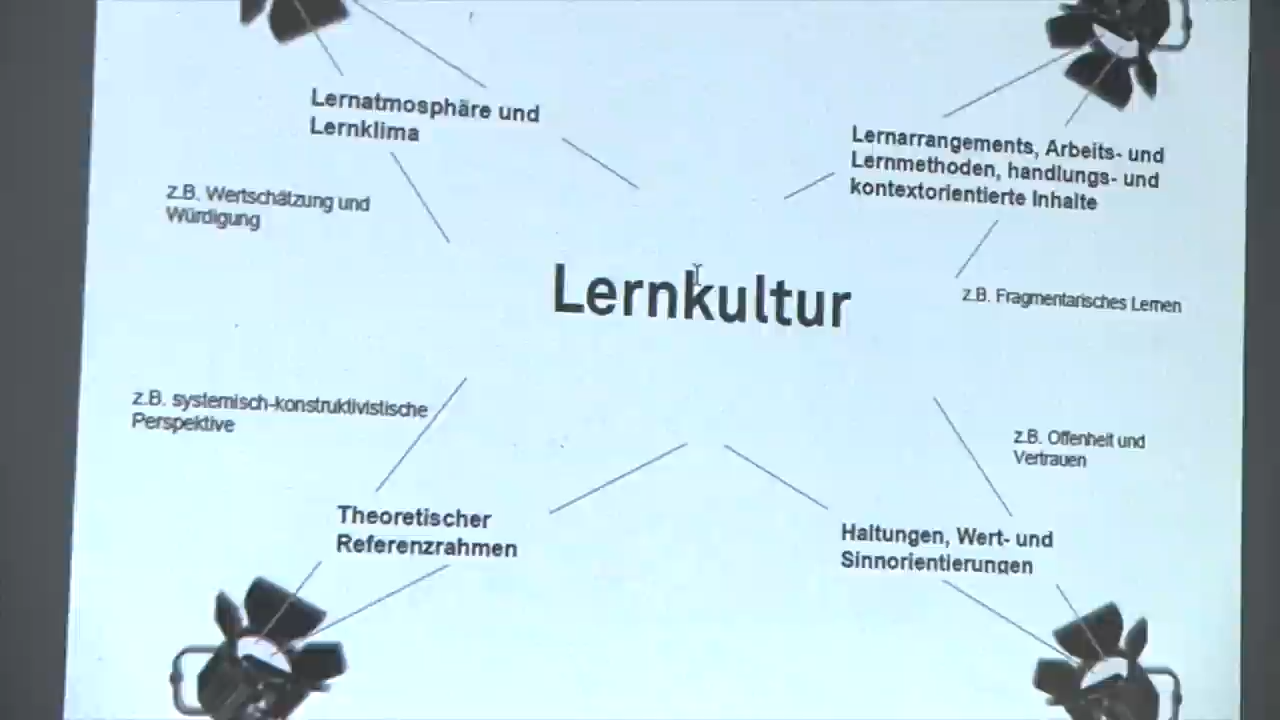 Lernatmosphäre und
Lernklima
Lernarrangements, Arbeits- und
Lernmethoden, handlungs- und
kontextorientierte Inhalte
z.B. Wertschätzung und
Würdigung
Lernkultur
z.B. Fragmentarisches Lernen
z.B. systemisch-konstruktivistische
Perspektive
z.B. Offenheit und
Vertrauen
Theoretischer
Referenzrahmen
Haltungen, Wert- und
Sinnorientierungen